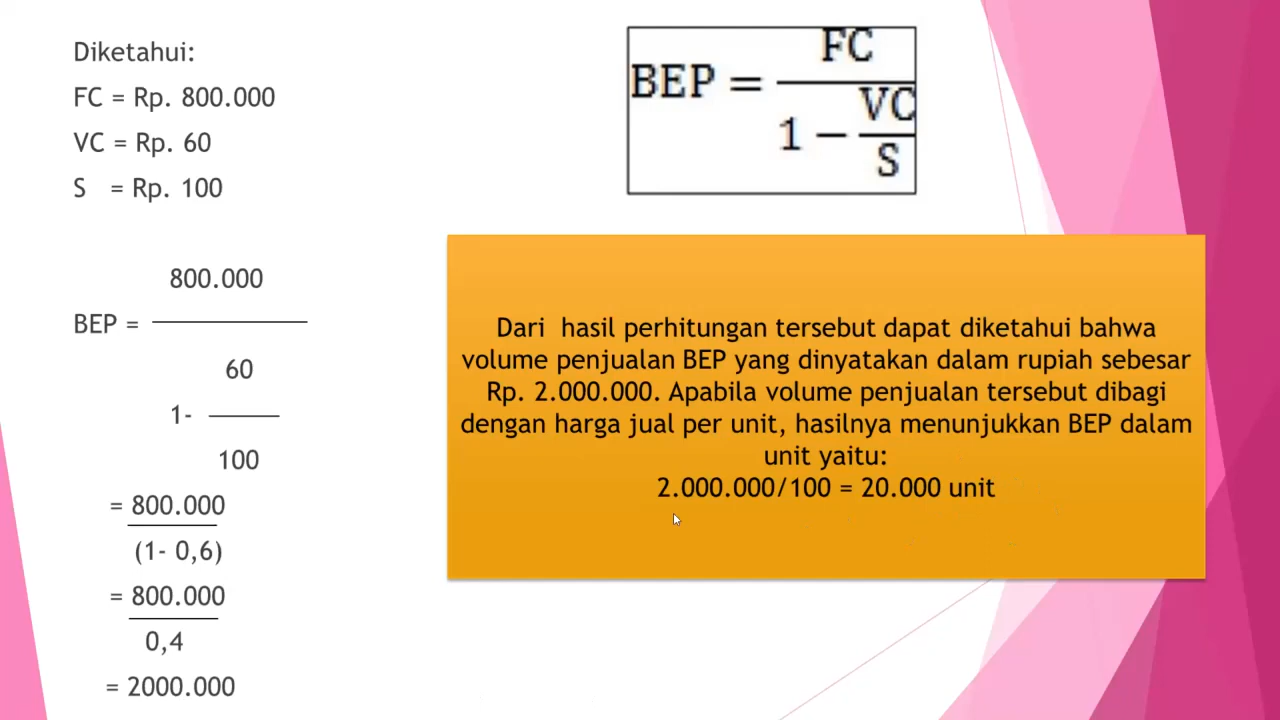 Diketahui:
FC = Rp. 800.000
VC = Rp. 60
S = Rp. 100
800.000
BEP =
60
1-
100
= 800.000
(1- 0,6)
= 800.000
0,4
= 2000.000
BEP =
FC
1 −
VC
S
Dari hasil perhitungan tersebut dapat diketahui bahwa
volume penjualan BEP yang dinyatakan dalam rupiah sebesar
Rp. 2.000.000. Apabila volume penjualan tersebut dibagi
dengan harga jual per unit, hasilnya menunjukkan BEP dalam
unit yaitu:
2.000.000/100 = 20.000 unit